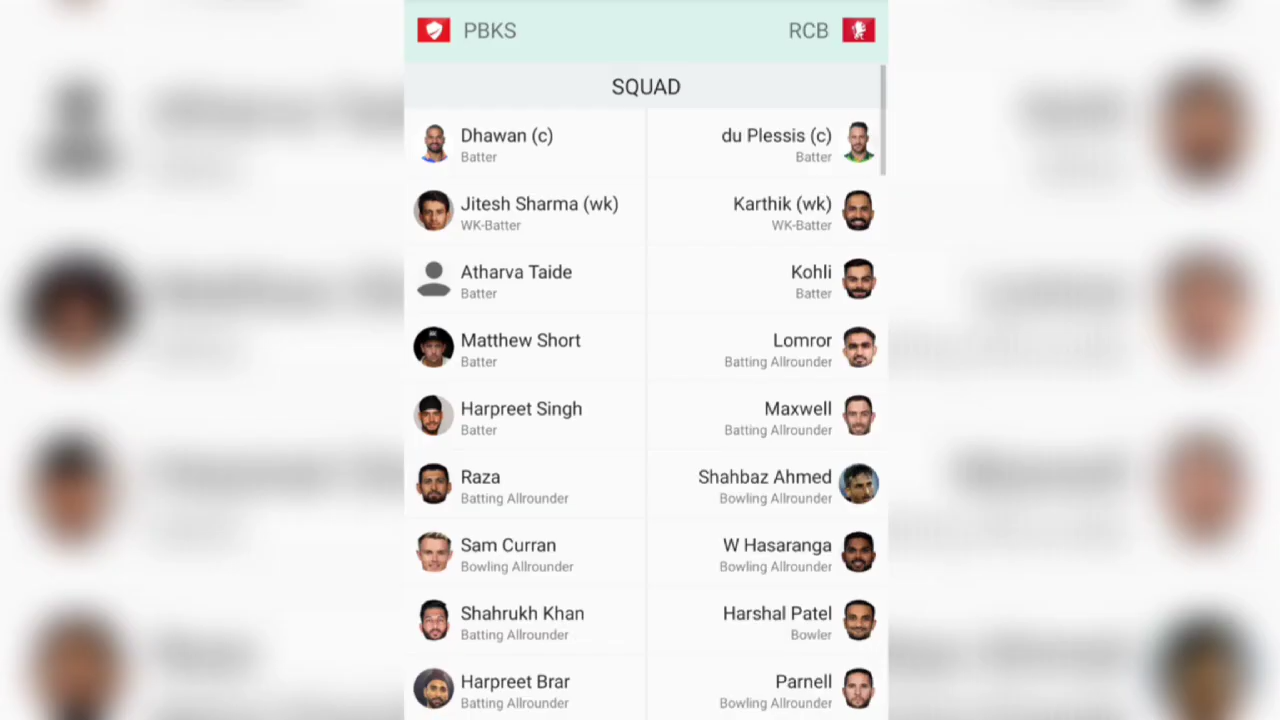 PBKS RCB
SQUAD
Dhawan (c) du Plessis (c)
Batter Batter
Jitesh Sharma (wk) Karthik (wk)
WK-Batter WK-Batter
Atharva Taide Kohli
Batter Batter
Matthew Short Lomror
Batter Batting Allrounder
Harpreet Singh Maxwell
Batter Batting Allrounder
Raza Shahbaz Ahmed
Batting Allrounder Bowling Allrounder
Sam Curran W Hasaranga
Bowling Allrounder Bowling Allrounder
Shahrukh Khan Harshal Patel
Batting Allrounder Bowler
Harpreet Brar Parnell
Batting Allrounder Bowling Allrounder